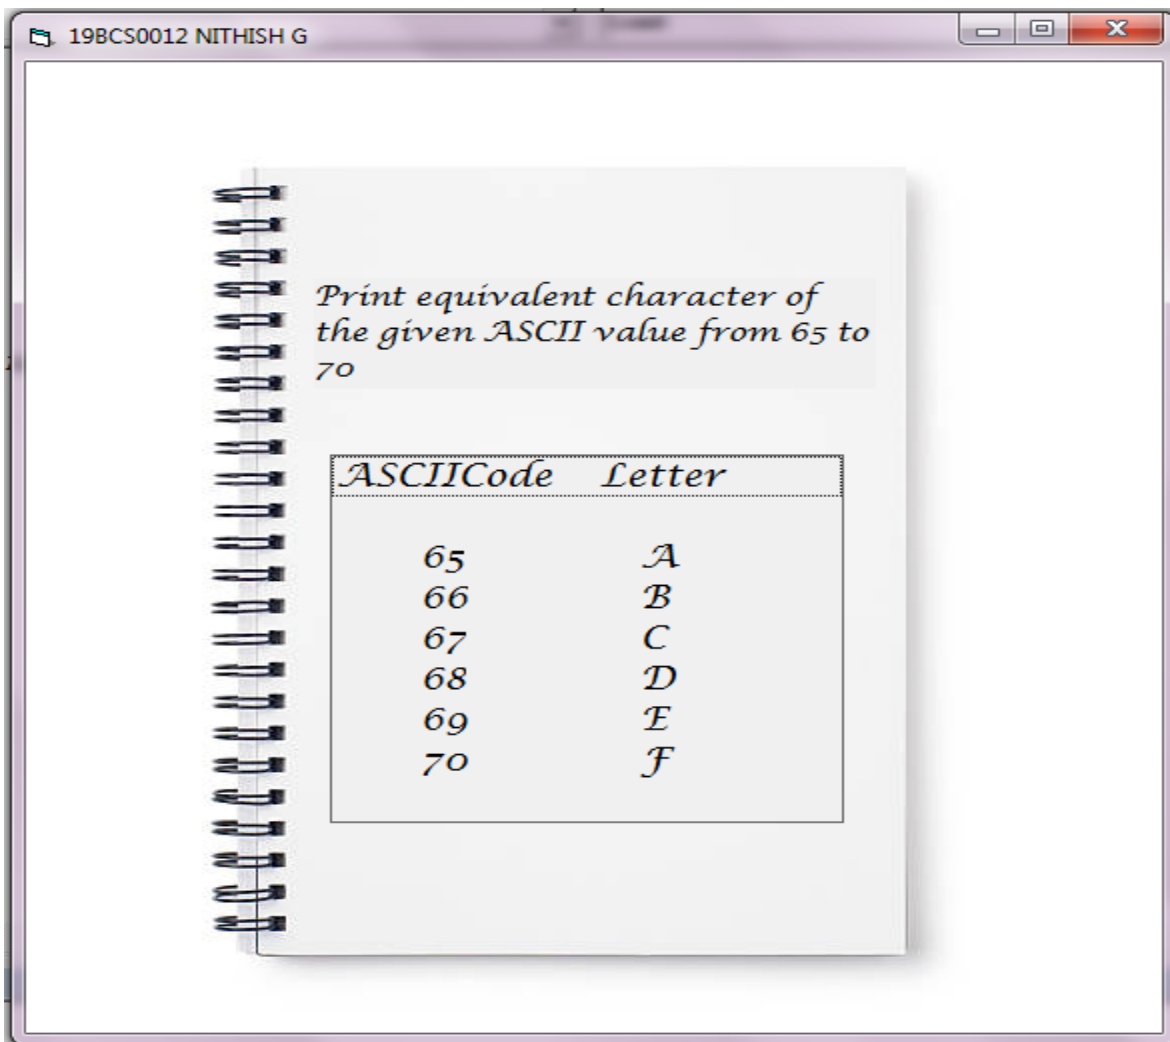 19BCS0012 NITHISH G
Print equivalent character of
the given ASCII value from 65 to
70
ASCIICode Letter
65 A
66 B
67 C
68 D
69 E
70 F